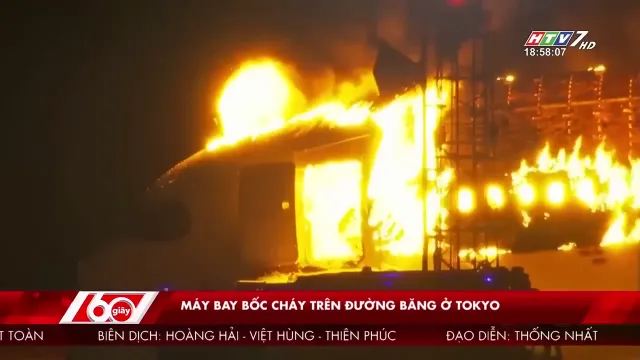 HTV7 HD
18:58:07
60 giây
MÁY BAY BỐC CHÁY TRÊN ĐƯỜNG BĂNG Ở TOKYO
T TOÀN BIÊN DỊCH: HOÀNG HẢI - VIỆT HÙNG - THIÊN PHÚC ĐẠO DIỄN: THỐNG NHẤT